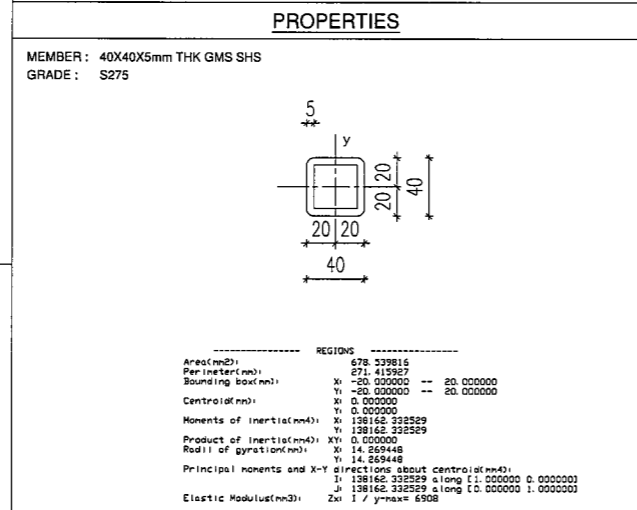 PROPERTIES
MEMBER : 40X40X5mm THK GMS SHS
GRADE : S275
5
y
20
20
40
20 20
40
---------------- REGIONS ----------------
Area(mm2): 678.539816
Perimeter(mm): 271.415927
Bounding box(mm): X: -20.000000 -- 20.000000
Y: -20.000000 -- 20.000000
Centroid(mm): X: 0.000000
Y: 0.000000
Moments of inertia(mm4): X: 138162.332529
Y: 138162.332529
Product of inertia(mm4): XY: 0.000000
Radii of gyration(mm): X: 14.269448
Y: 14.269448
Principal moments and X-Y directions about centroid(mm4):
I: 138162.332529 along [1.000000 0.000000]
J: 138162.332529 along [0.000000 1.000000]
Elastic Modulus(mm3): Zx: I / y-max= 6908